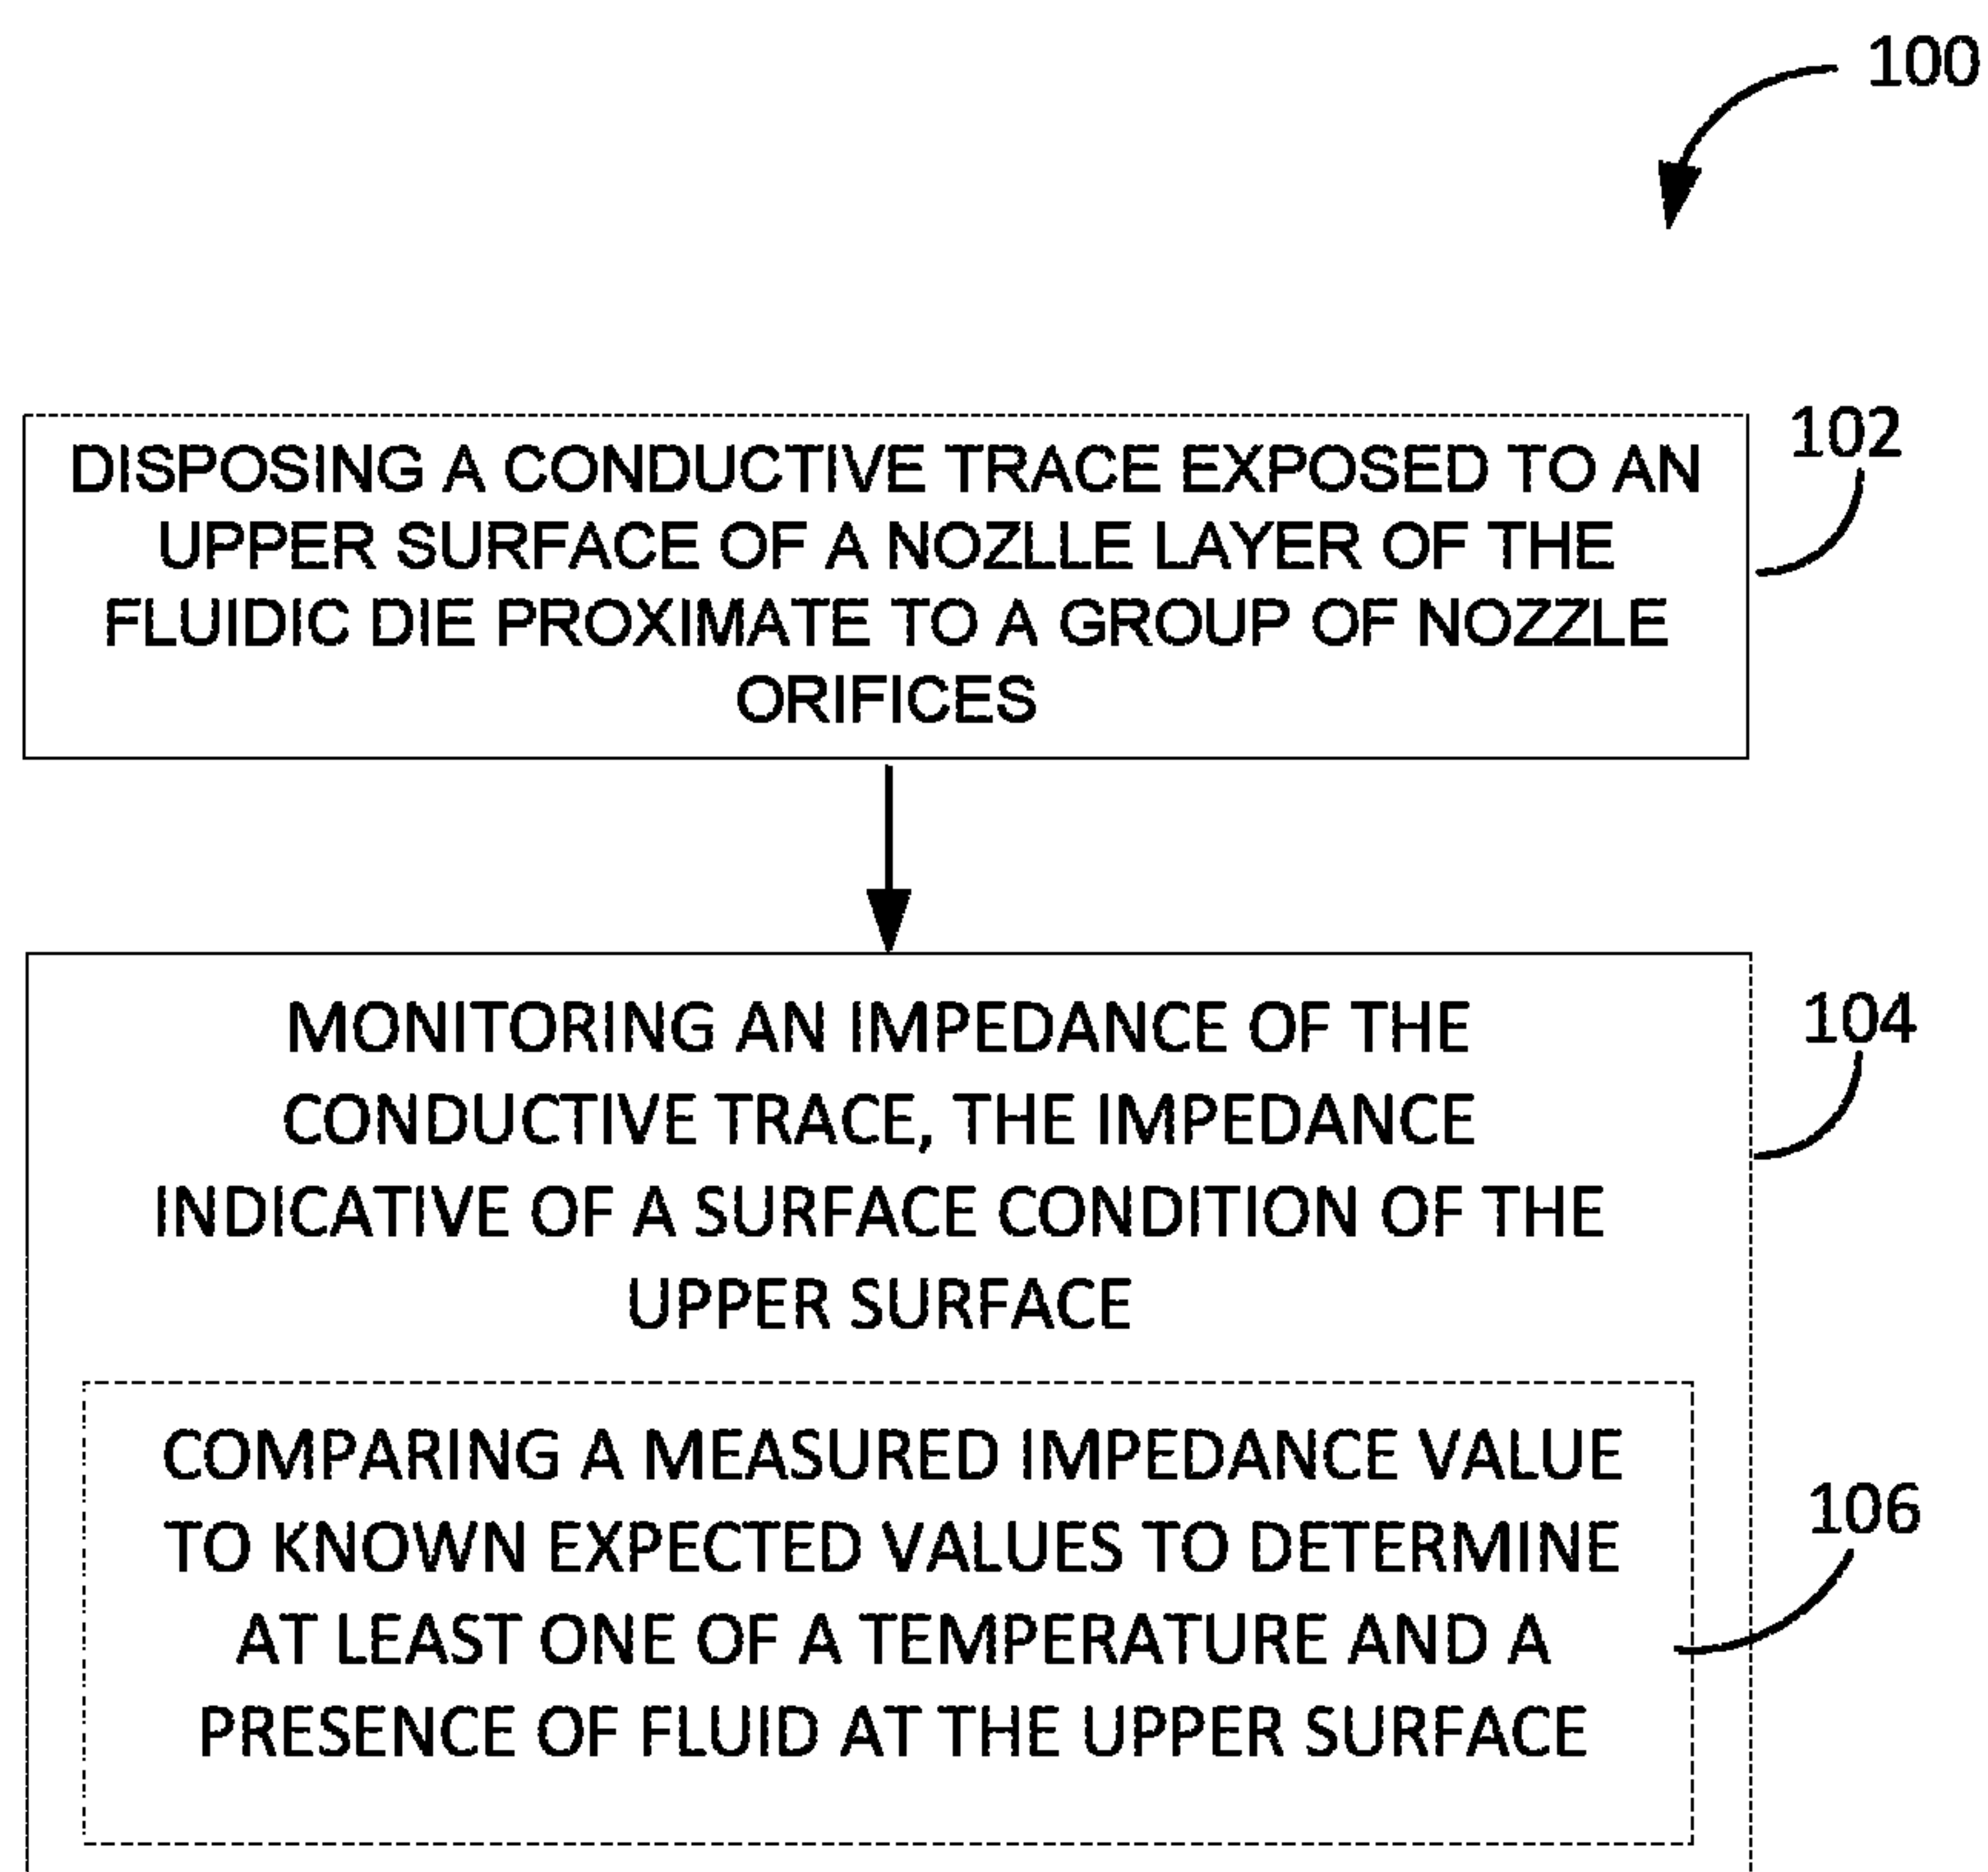 100
102
DISPOSING A CONDUCTIVE TRACE EXPOSED TO AN
UPPER SURFACE OF A NOZLLE LAYER OF THE
FLUIDIC DIE PROXIMATE TO A GROUP OF NOZZLE
ORIFICES
104
MONITORING AN IMPEDANCE OF THE
CONDUCTIVE TRACE, THE IMPEDANCE
INDICATIVE OF A SURFACE CONDITION OF THE
UPPER SURFACE
106
COMPARING A MEASURED IMPEDANCE VALUE
TO KNOWN EXPECTED VALUES TO DETERMINE
AT LEAST ONE OF A TEMPERATURE AND A
PRESENCE OF FLUID AT THE UPPER SURFACE